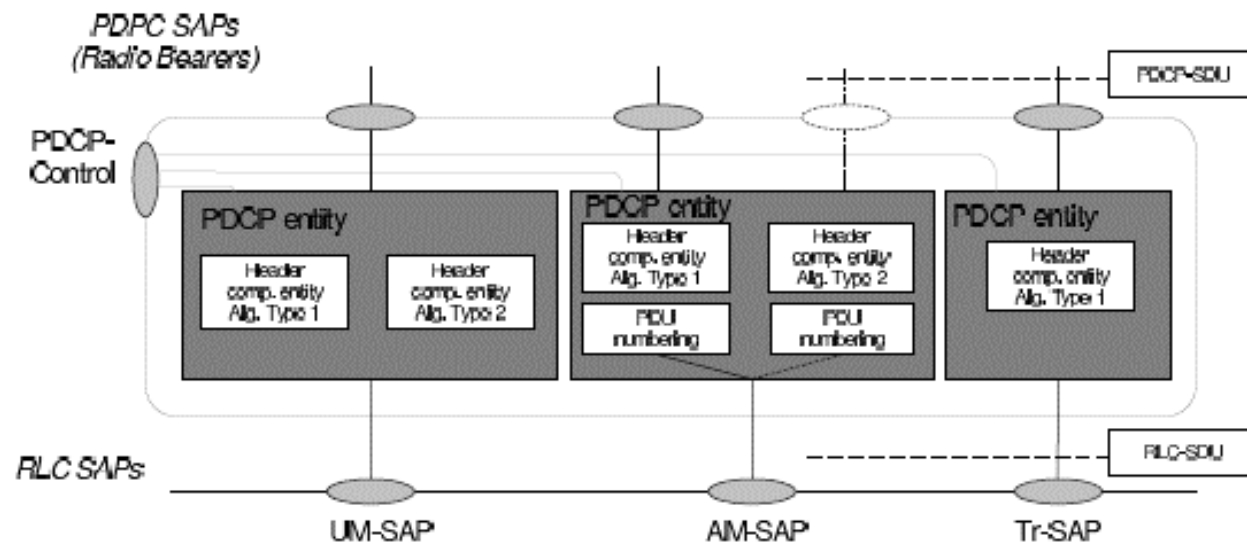 PDPC SAPs
(Radio Bearers)
PDCP-SDU
PDCP-
Control
PDCP entity
Header
comp. entity
Alg. Type 1
Header
comp. entity
Alg. Type 2
PDCP entity
Header
comp. entity
Alg. Type 1
Header
comp. entity
Alg. Type 2
PDU
numbering
PDU
numbering
PDCP entity
Header
comp. entity
Alg. Type 1
RLC SAPs
RLC-SDU
UM-SAP
AM-SAP
Tr-SAP